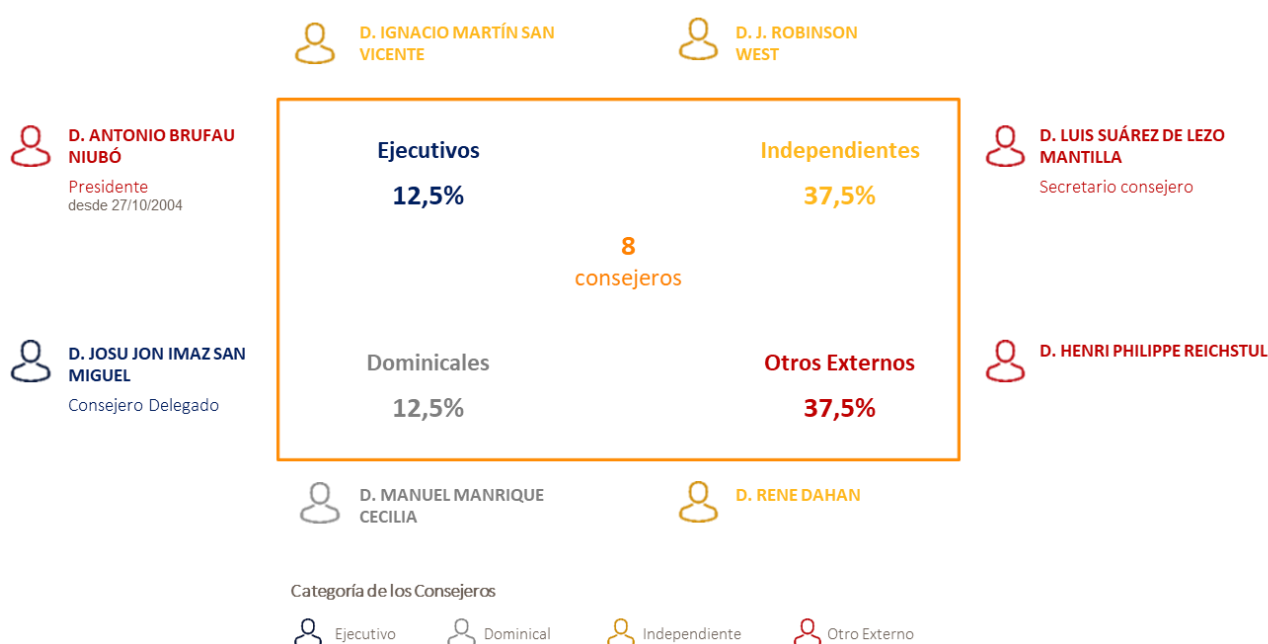 D. IGNACIO MARTÍN SAN
VICENTE
D. J. ROBINSON
WEST
D. ANTONIO BRUFAU
NIUBÓ
Presidente
desde 27/10/2004
Ejecutivos
12,5%
Independientes
37,5%
D. LUIS SUÁREZ DE LEZO
MANTILLA
Secretario consejero
8
consejeros
D. JOSU JON IMAZ SAN
MIGUEL
Consejero Delegado
Dominicales
12,5%
Otros Externos
37,5%
D. HENRI PHILIPPE REICHSTUL
D. MANUEL MANRIQUE
CECILIA
D. RENE DAHAN
Categoría de los Consejeros
Ejecutivo
Dominical
Independiente
Otro Externo